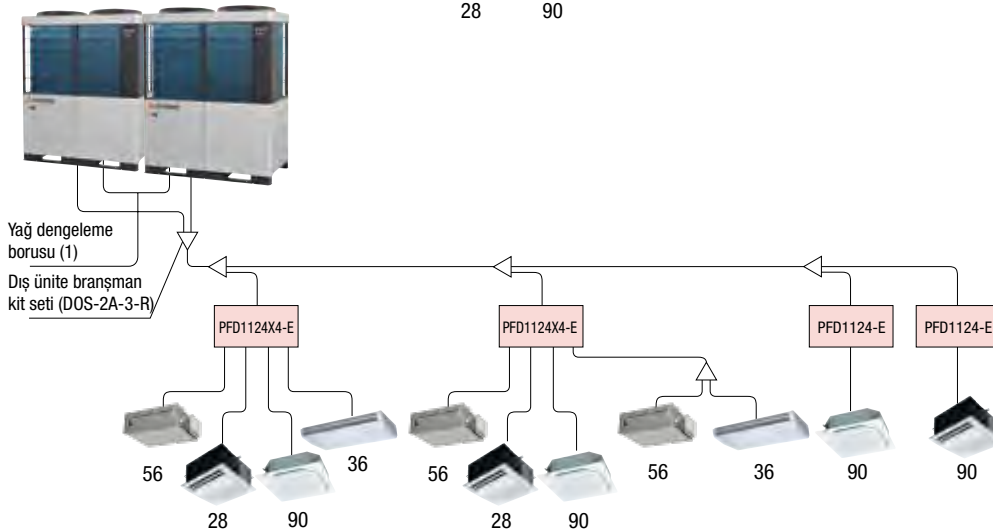 28 90
Yağ dengeleme
borusu (1)
Dış ünite branşman
kit seti (DOS-2A-3-R)
PFD1124X4-E PFD1124X4-E PFD1124-E PFD1124-E
56 36 56 56 36 90 90
28 90 28 90